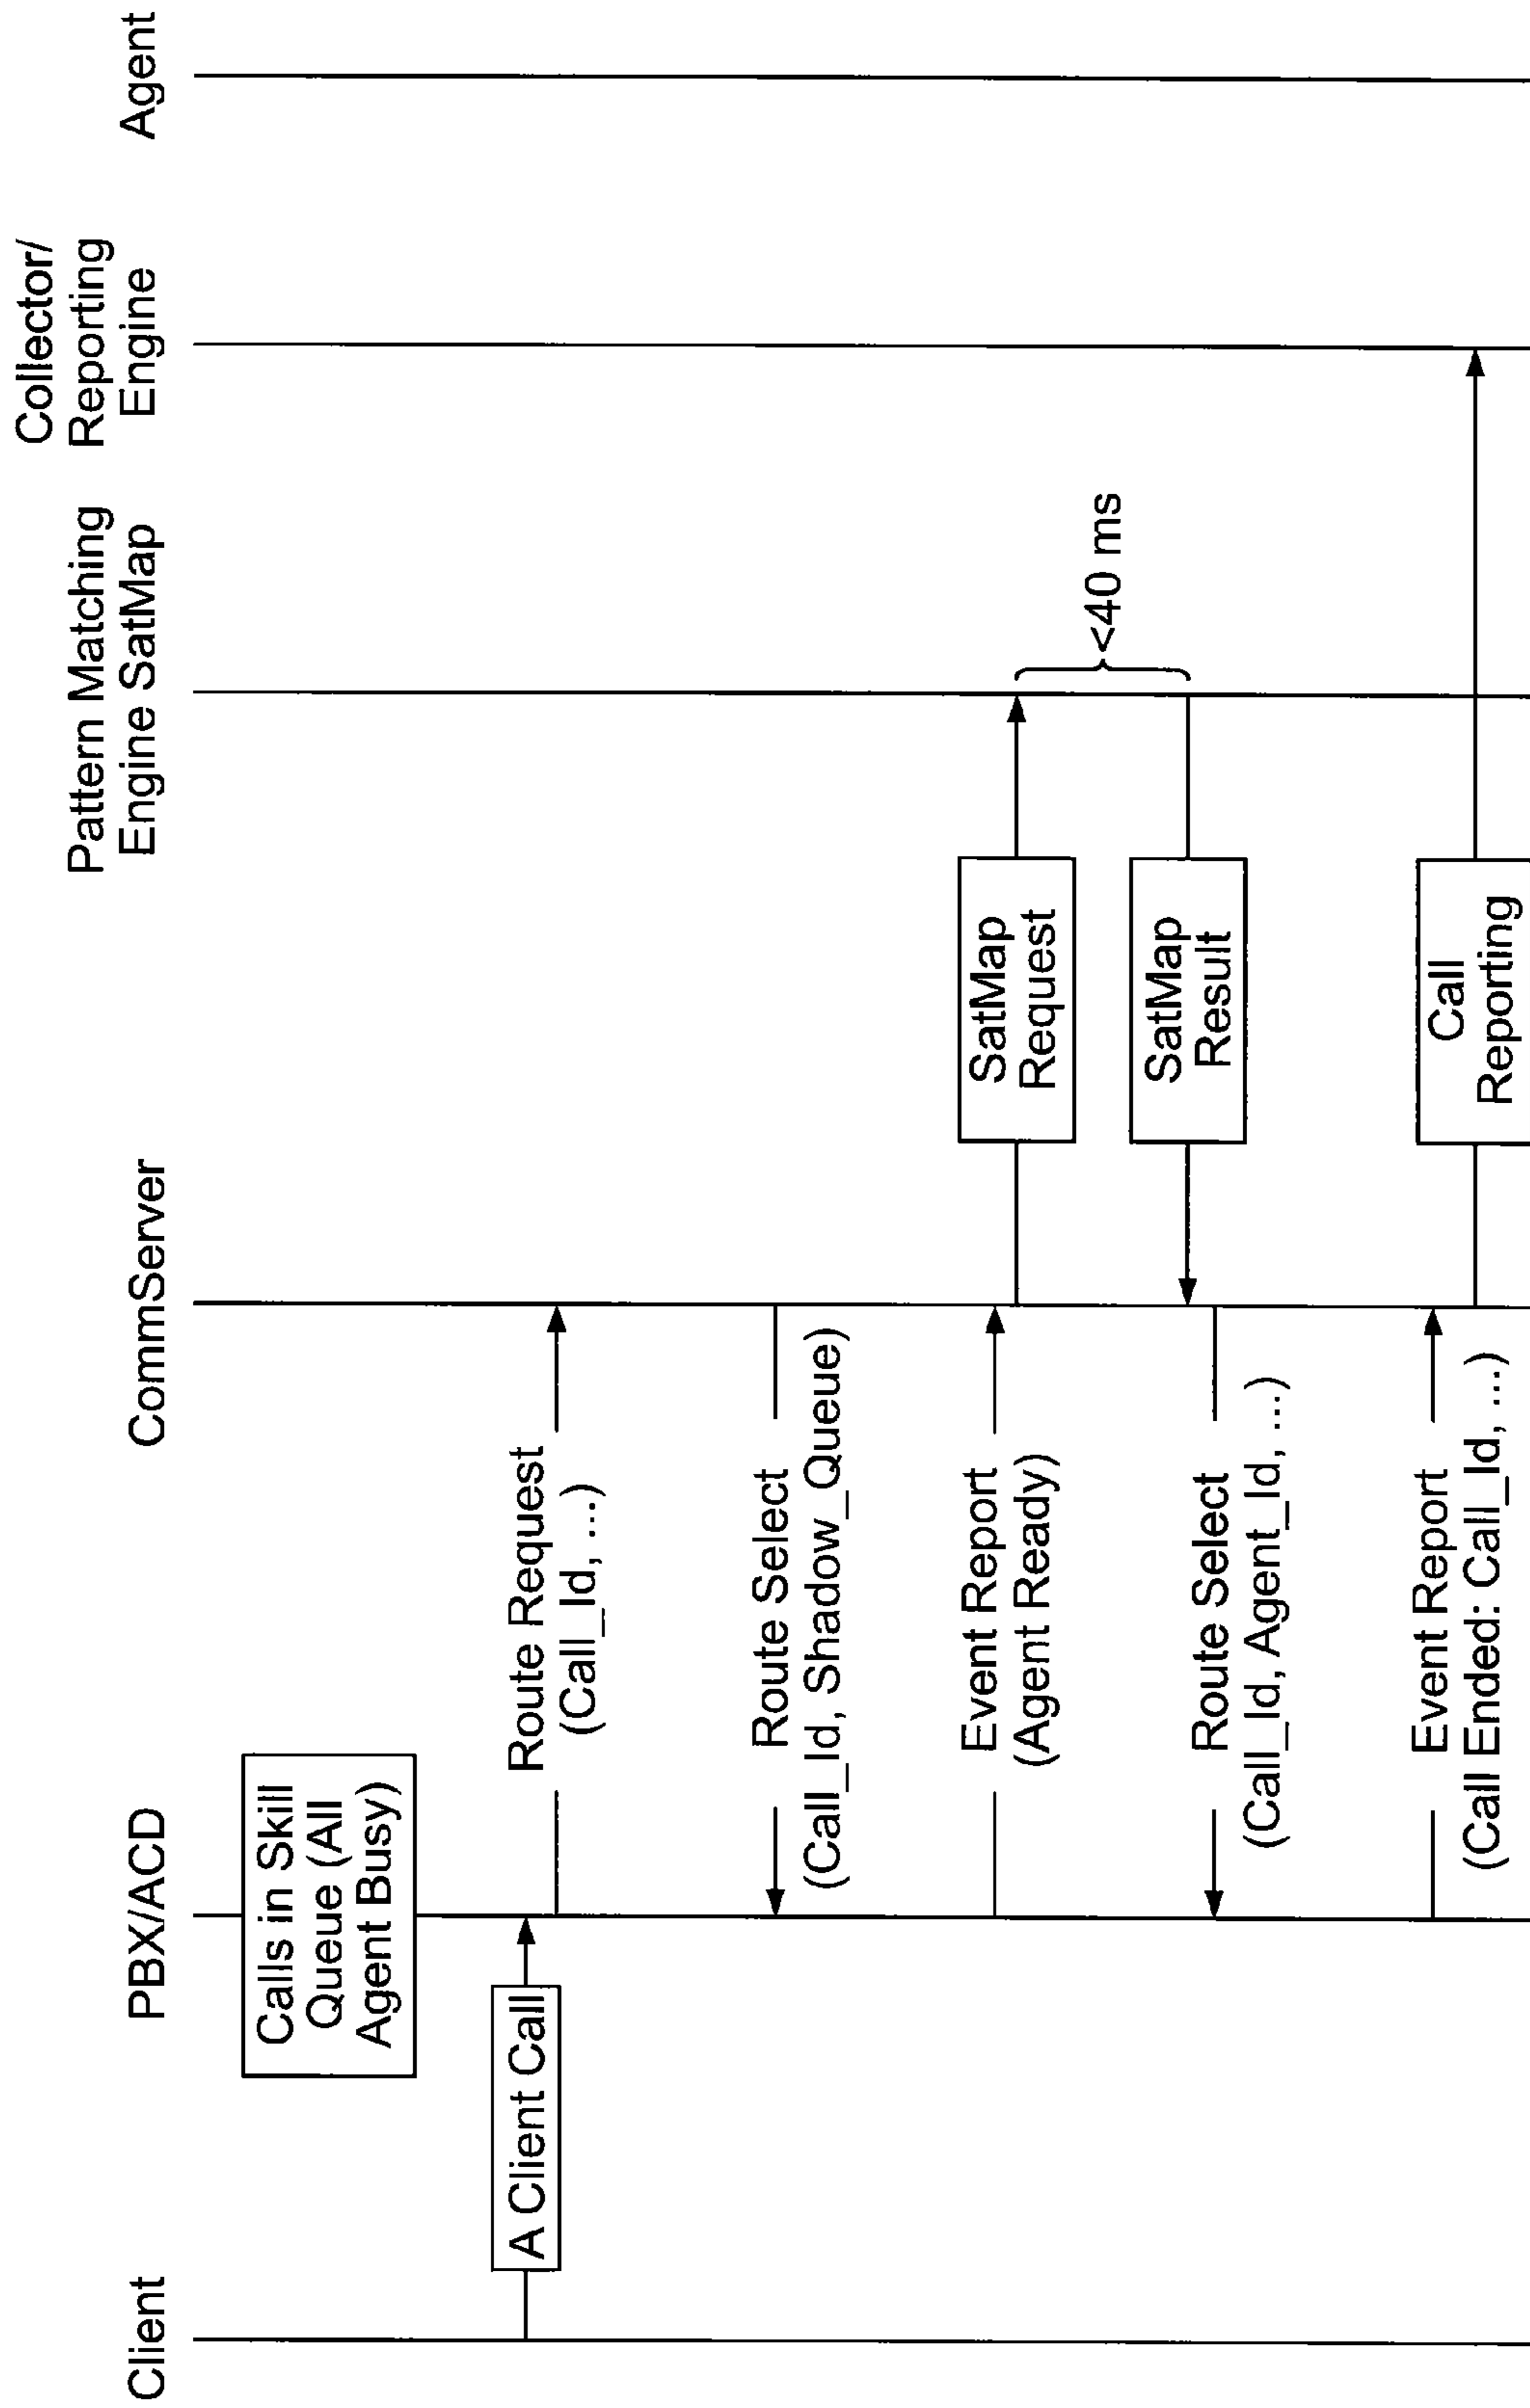 Client
PBX/ACD
CommServer
Pattern Matching
Engine SatMap
Collector/
Reporting
Engine
Agent
Calls in Skill
Queue (All
Agent Busy)
A Client Call
Route Request
(Call_Id, ...)
Route Select
(Call_Id, Shadow_Queue)
Event Report
(Agent Ready)
SatMap
Request
<40 ms
SatMap
Result
Route Select
(Call_Id, Agent_Id, ...)
Event Report
(Call Ended: Call_Id, ...)
Call
Reporting